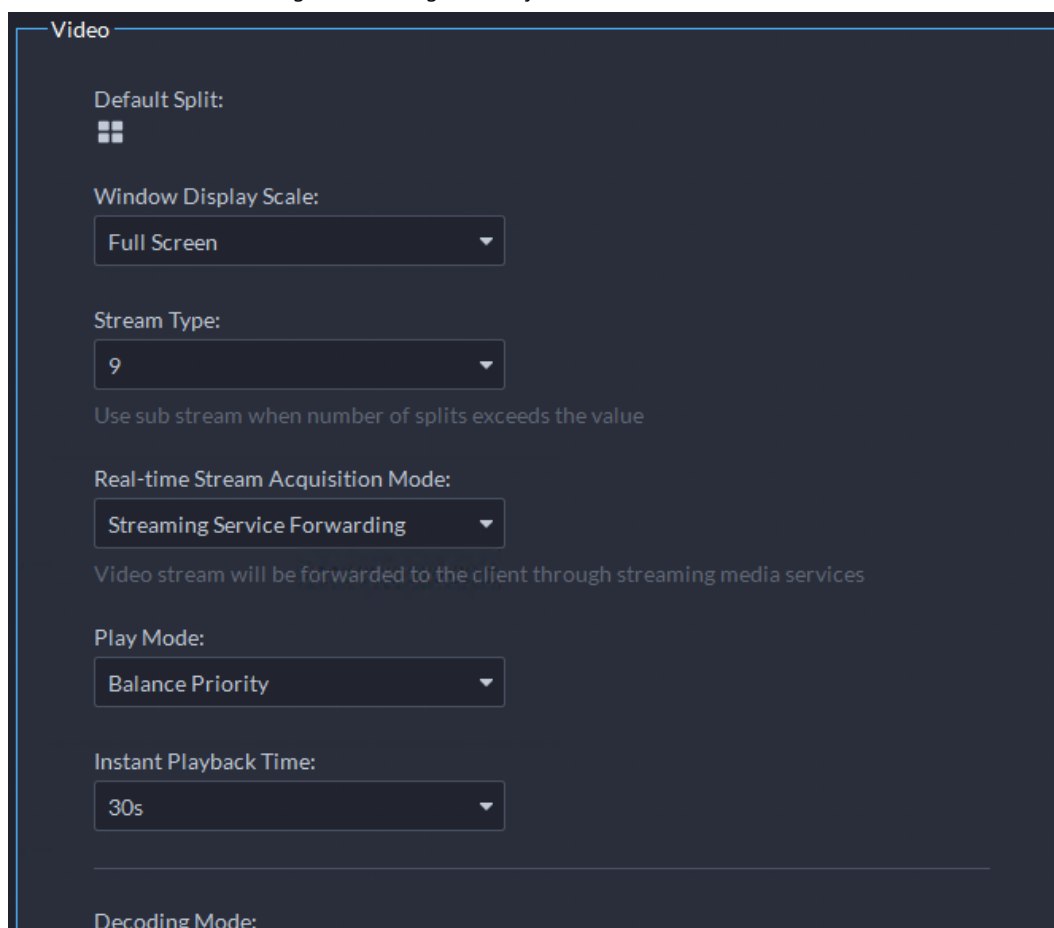 Video
Default Split:
Window Display Scale:
Full Screen
Stream Type:
9
Use sub stream when number of splits exceeds the value
Real-time Stream Acquisition Mode:
Streaming Service Forwarding
Video stream will be forwarded to the client through streaming media services
Play Mode:
Balance Priority
Instant Playback Time:
30s
Decoding Mode: